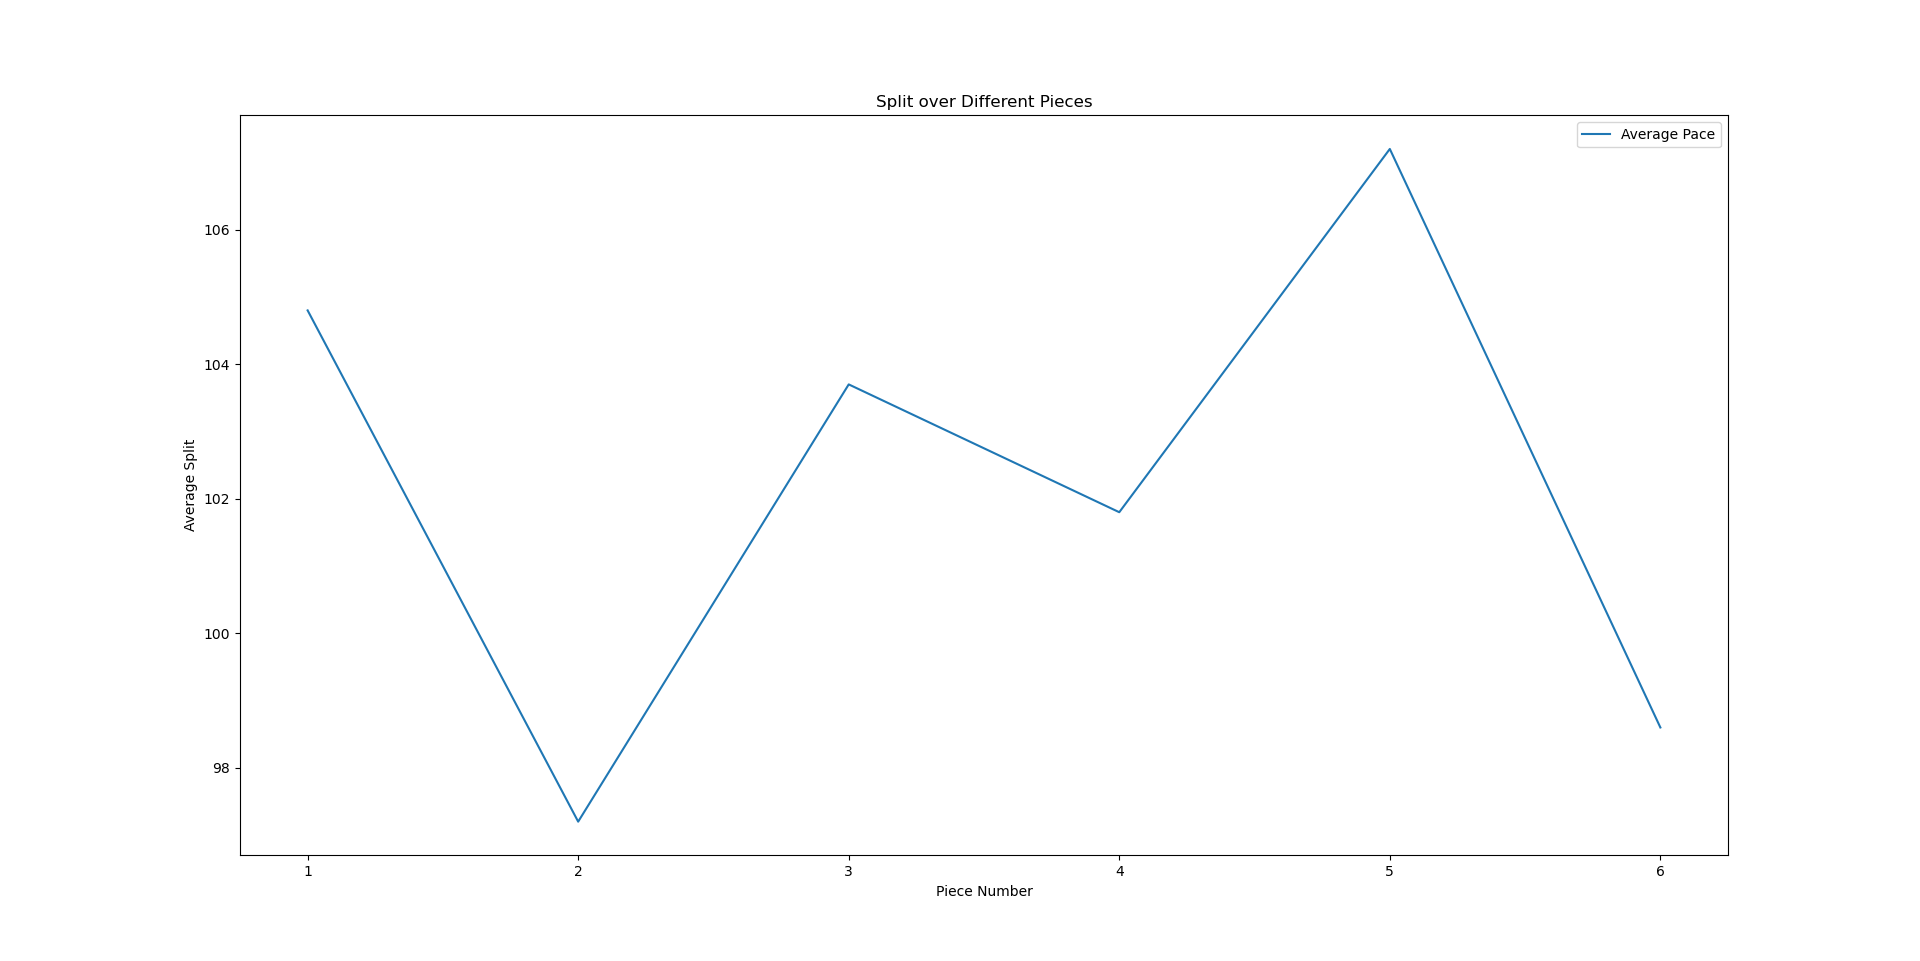 Split over Different Pieces
Average Pace
106
104
102
100
98
Average Split
1 2 3 4 5 6
Piece Number